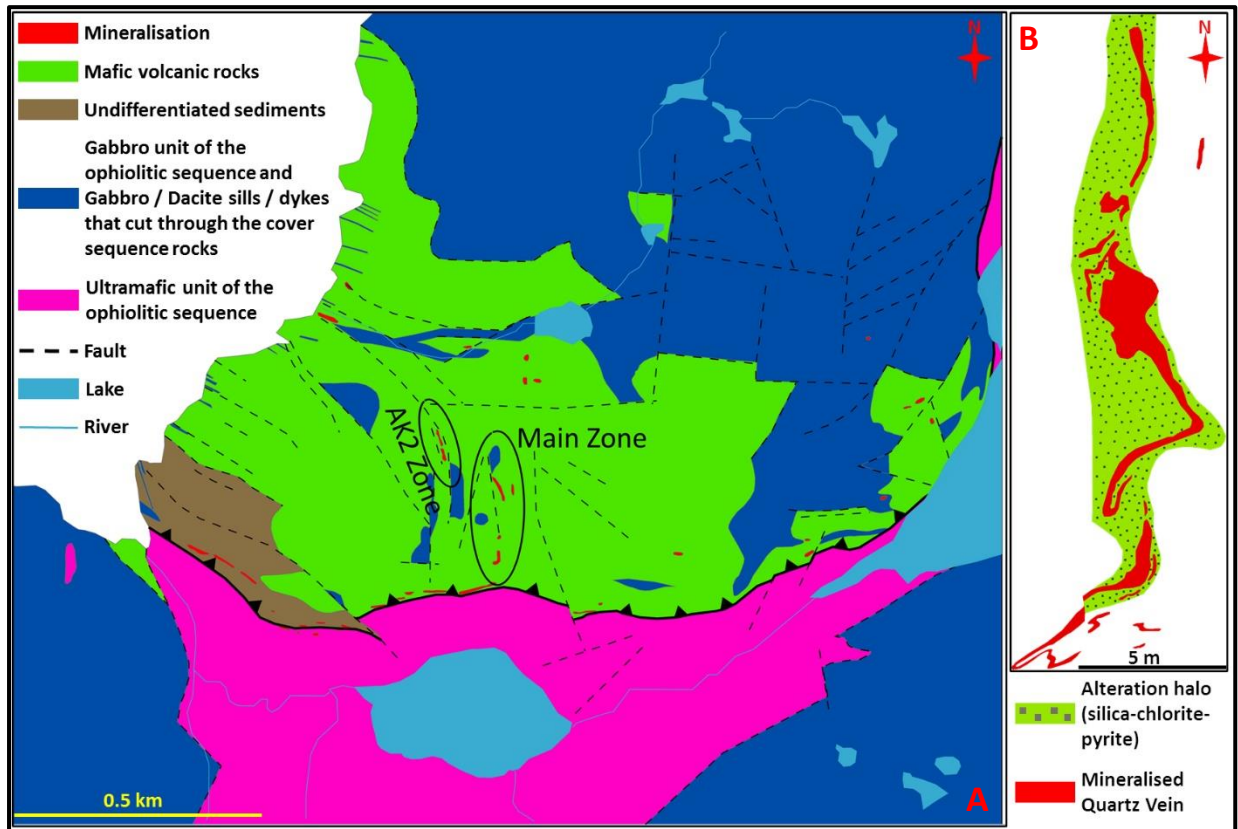 Mineralisation
Mafic volcanic rocks
Undifferentiated sediments
Gabbro unit of the
ophiolitic sequence and
Gabbro / Dacite sills / dykes
that cut through the cover
sequence rocks
Ultramafic unit of the
ophiolitic sequence
Fault
Lake
River
N
AK2 Zone
Main Zone
0.5 km
A
B
N
5 m
Alteration halo
(silica-chlorite-
pyrite)
Mineralised
Quartz Vein